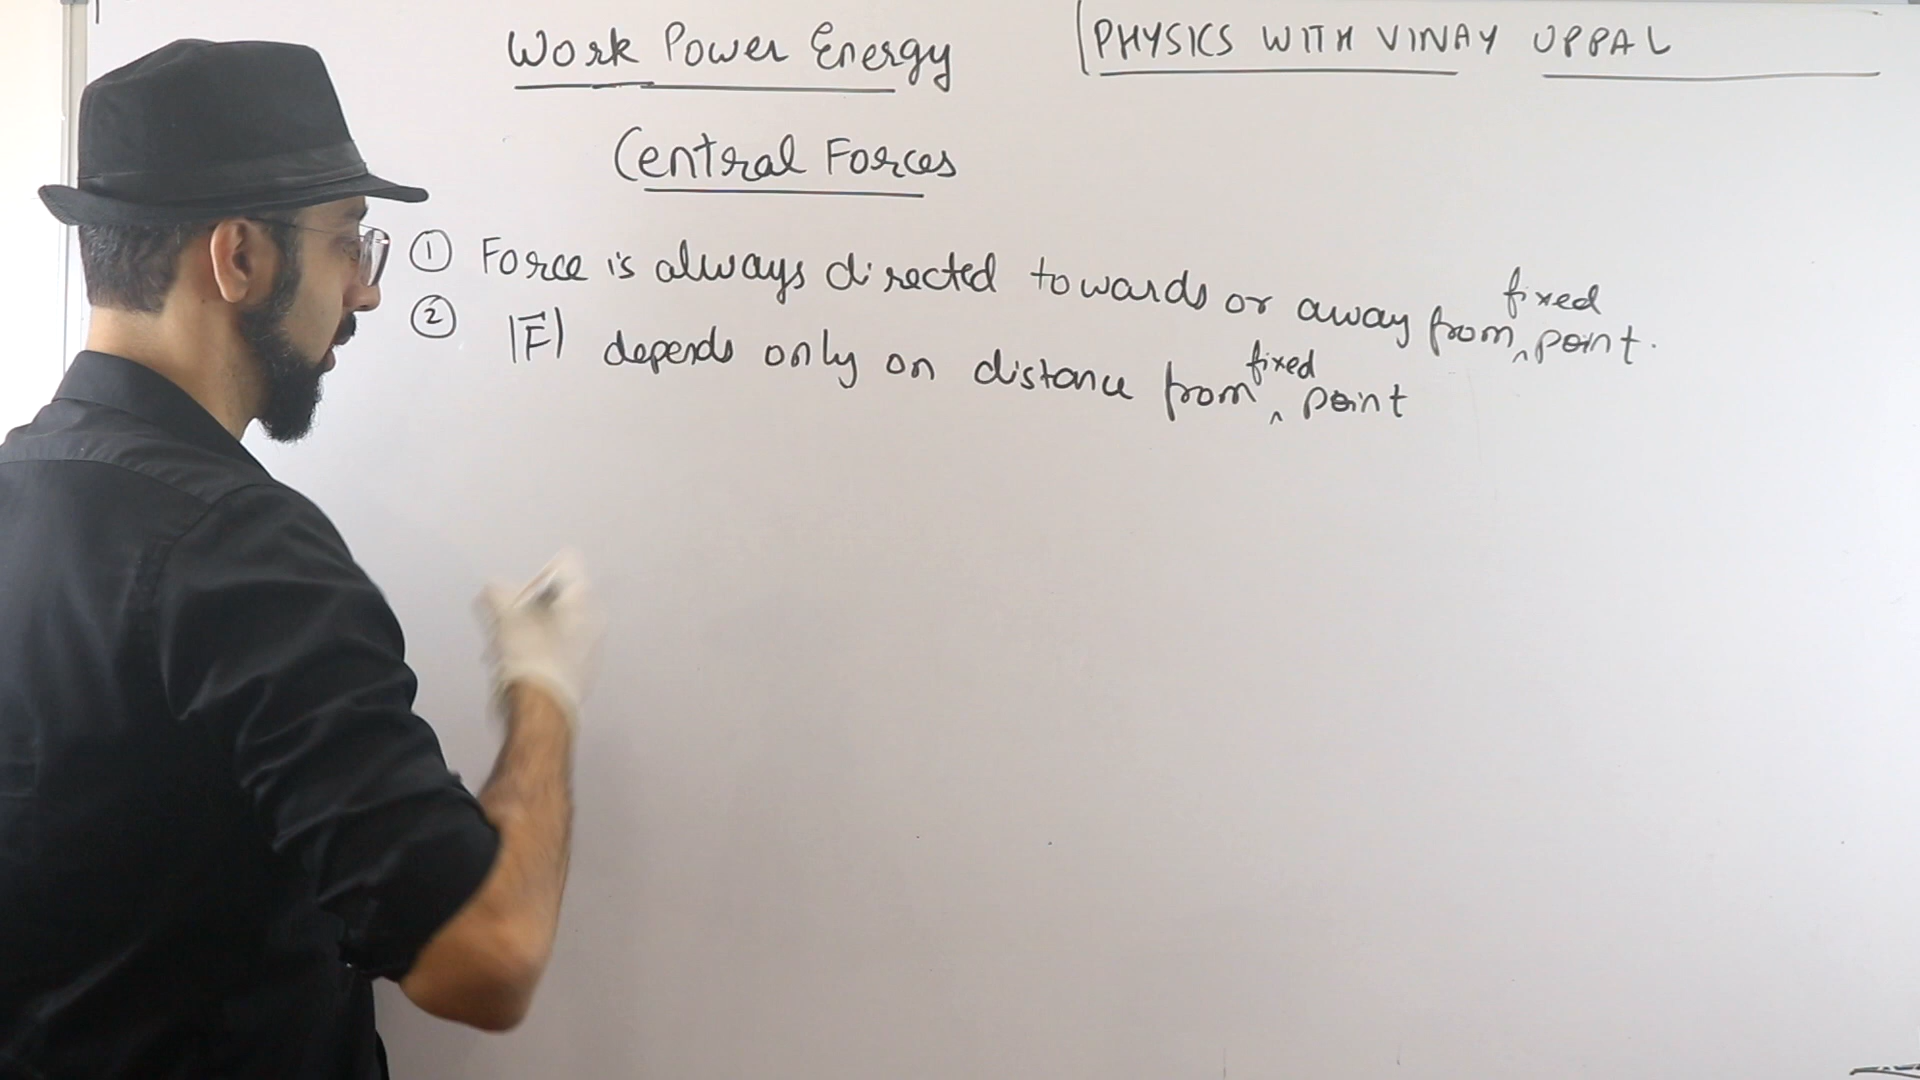 Work Power Energy
PHYSICS WITH VINAY UPPAL
Central Forces
① Force is always directed towards or away from fixed point.
② |F⃗| depends only on distance from fixed point